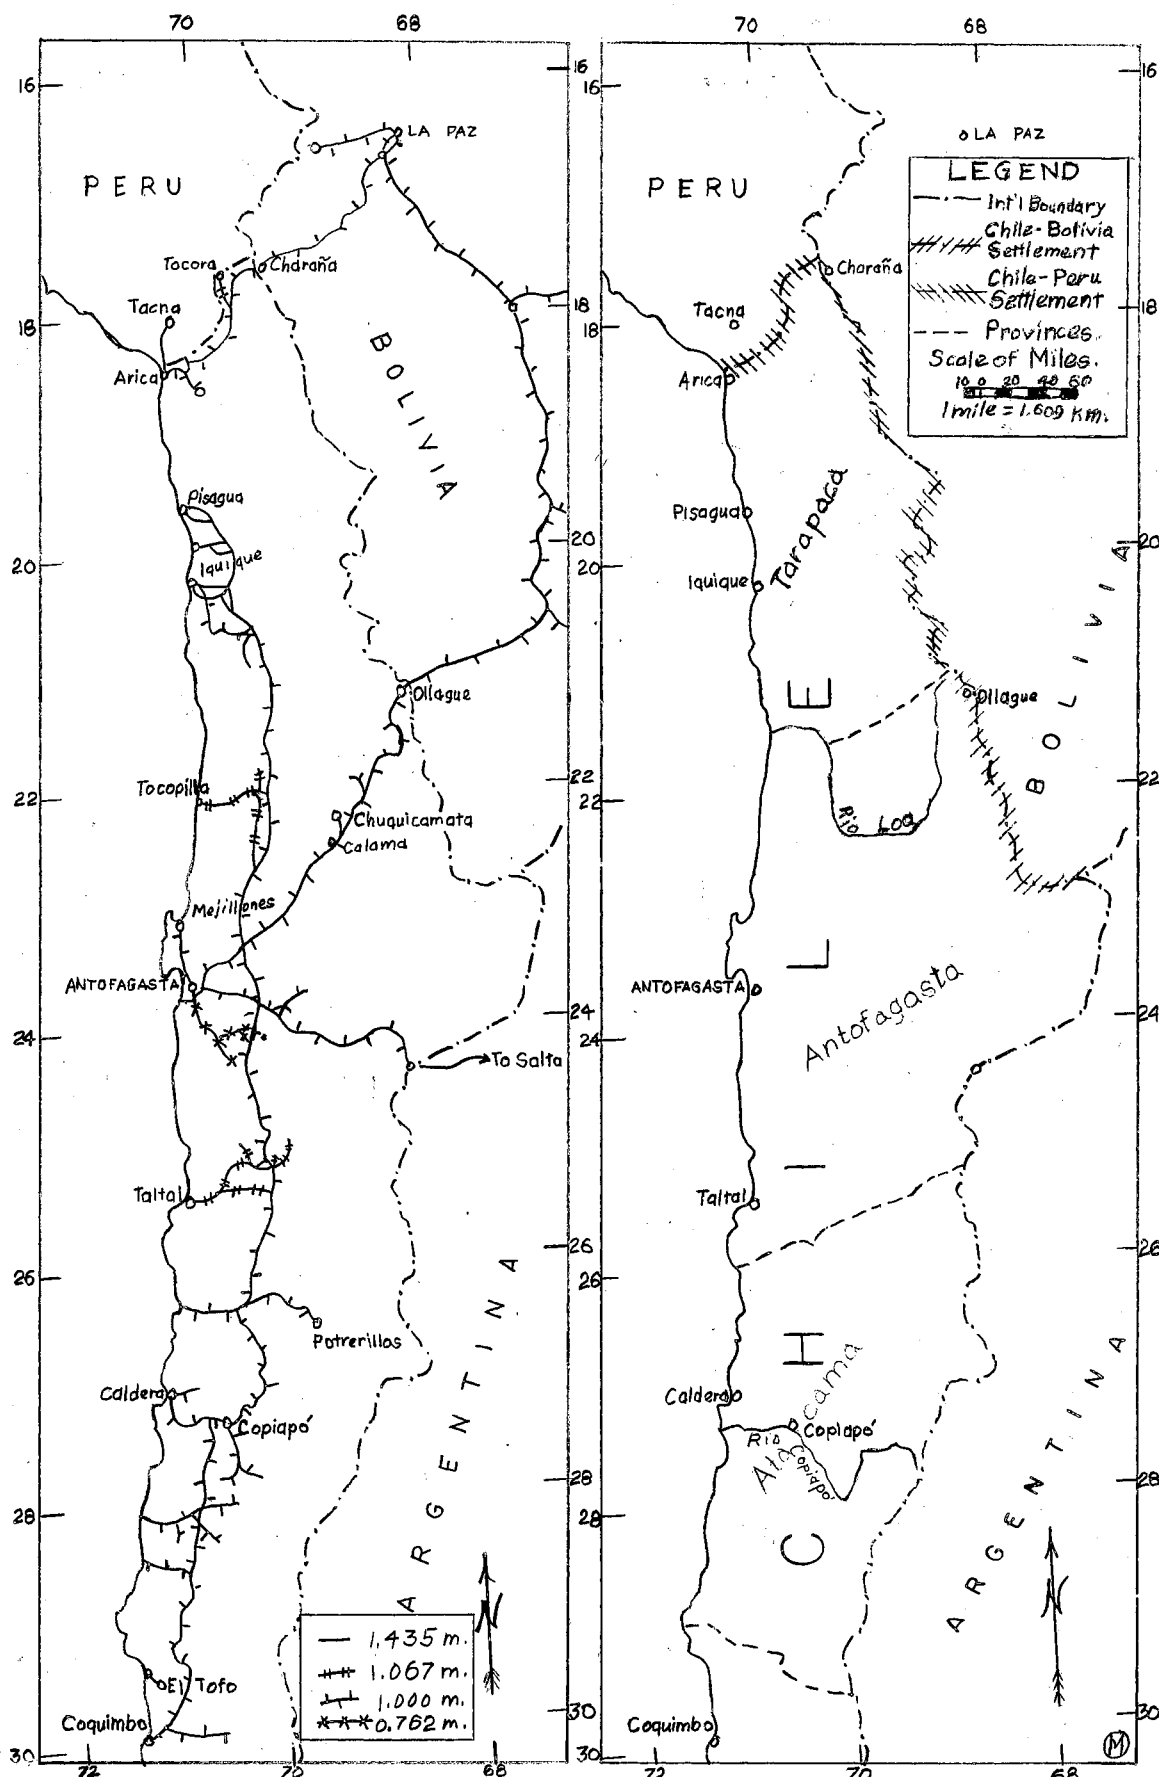 70
68
16
16
LA PAZ
PERU
Tocora
Charaña
Tacna
18
18
Arica
BOLIVIA
Pisagua
20
20
Iquique
Ollague
Tocopilla
22
22
Chuquicamata
Calama
Mejillones
ANTOFAGASTA
24
24
To Salta
Taltal
26
26
Potrerillos
Caldera
Copiapó
28
28
ARGENTINA
N
1.435 m.
1.067 m.
1.000 m.
0.762 m.
El Tofo
Coquimbo
30
30
72
70
68
70
68
16
16
LA PAZ
PERU
LEGEND
Int'l Boundary
Chile-Bolivia
Settlement
Chile-Peru
Settlement
Provinces.
Scale of Miles.
10 0 20 40 60
1 mile = 1.609 Km.
Charaña
Tacna
18
18
Arica
Tarapaca
Pisagua
20
20
Iquique
BOLIVIA
Ollague
22
22
Rio Loa
ANTOFAGASTA
Antofagasta
24
24
Taltal
26
26
CHILE
Atacama
Caldera
Copiapó
Rio Copiapó
28
28
ARGENTINA
N
Coquimbo
30
30
72
70
68
M